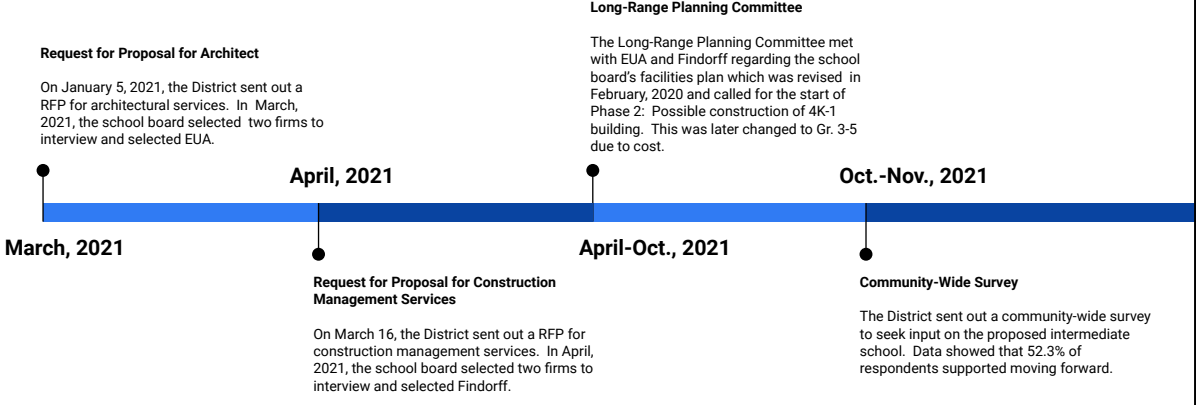 Long-Range Planning Committee
The Long-Range Planning Committee met
with EUA and Findorff regarding the school
board's facilities plan which was revised  in
February, 2020 and called for the start of
Phase 2:  Possible construction of 4K-1
building.  This was later changed to Gr. 3-5
due to cost.
Request for Proposal for Architect
On January 5, 2021, the District sent out a
RFP for architectural services.  In  March,
2021, the school board selected  two firms to
interview and selected EUA.
April, 2021
Oct.-Nov., 2021
March, 2021
April-Oct., 2021
Request for Proposal for Construction
Management Services
On March 16, the District sent out a RFP for
construction management services.  In April,
2021, the school board selected two firms to
interview and selected Findorff.
Community-Wide Survey
The District sent out a community-wide survey
to seek input on the proposed intermediate
school.  Data showed that 52.3% of
respondents supported moving forward.